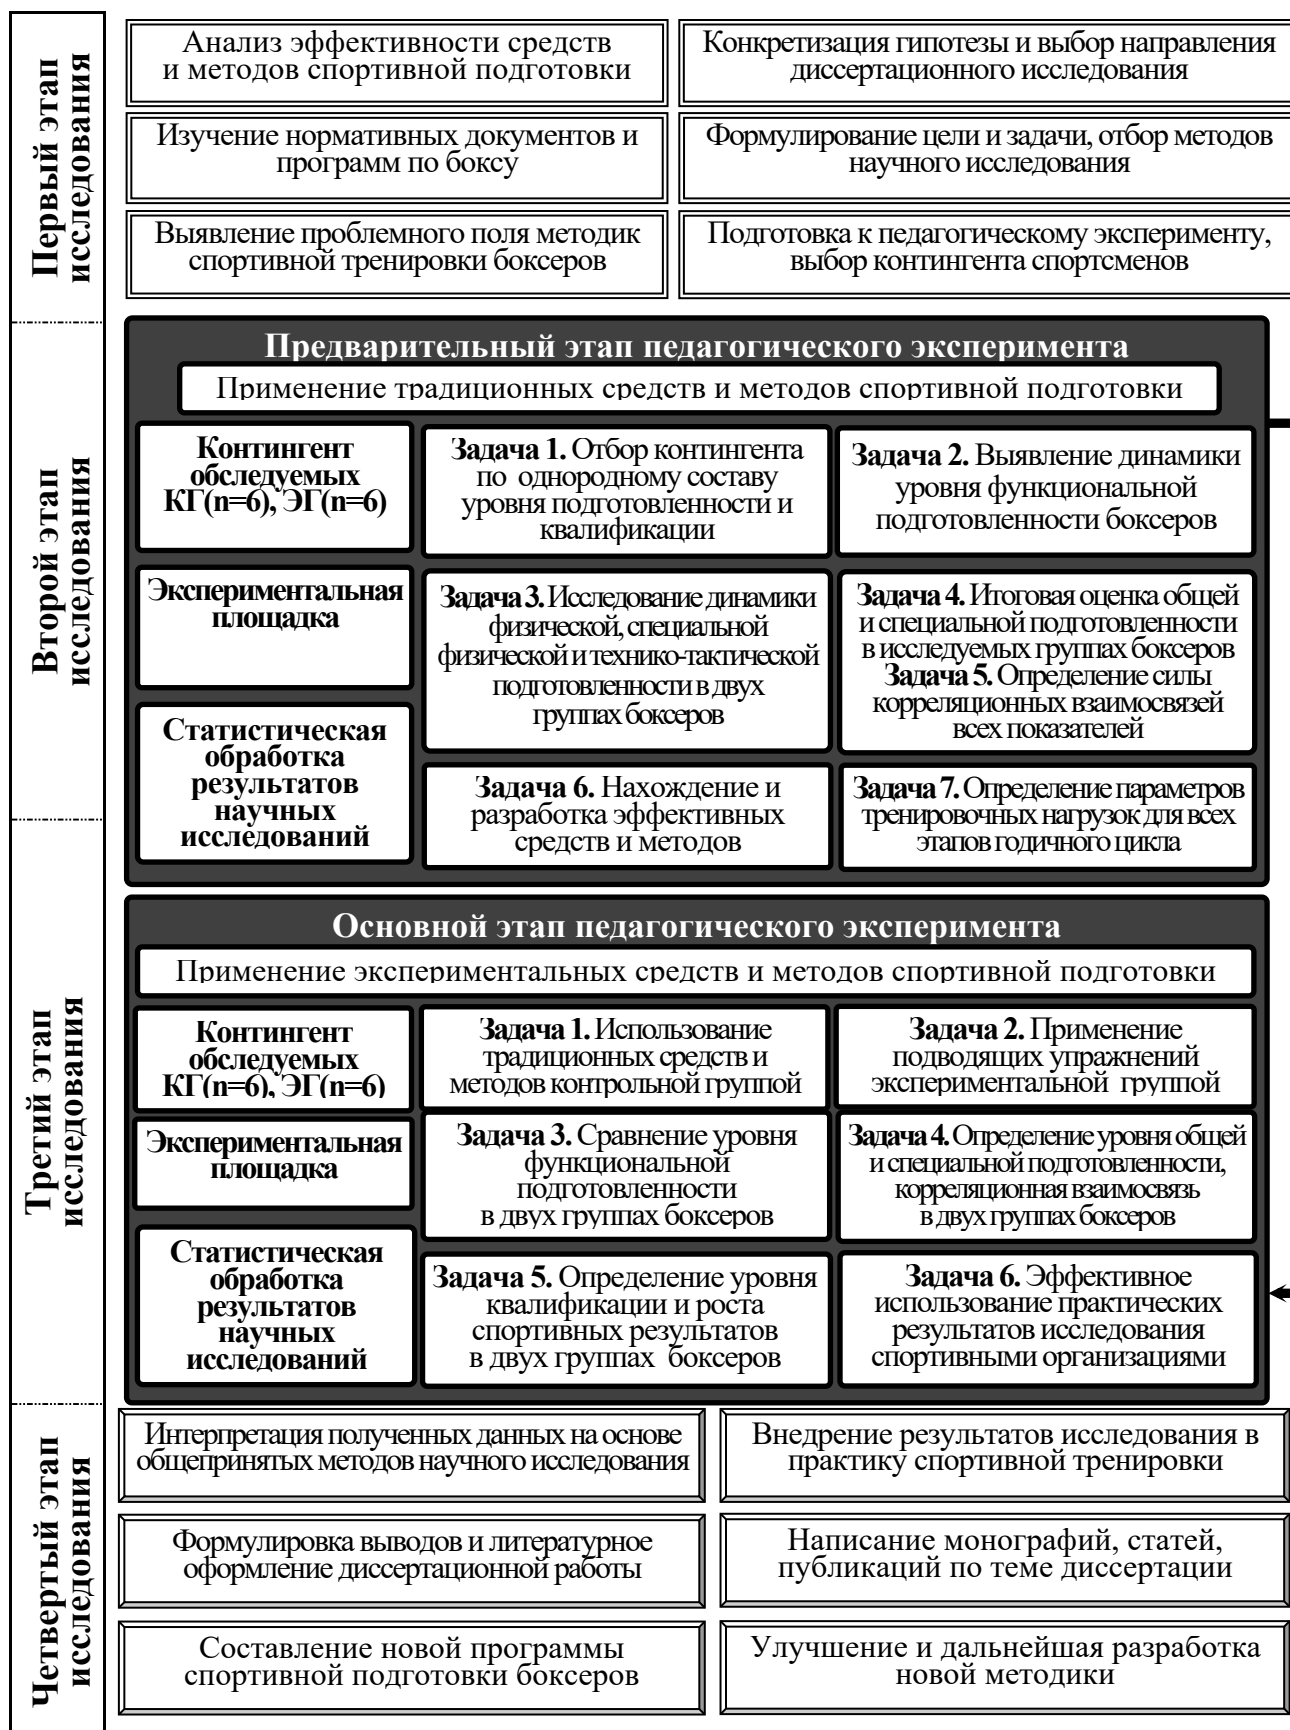 Первый этап
исследования
Анализ эффективности средств
и методов спортивной подготовки
Конкретизация гипотезы и выбор направления
диссертационного исследования
Изучение нормативных документов и
программ по боксу
Формулирование цели и задачи, отбор методов
научного исследования
Выявление проблемного поля методик
спортивной тренировки боксеров
Подготовка к педагогическому эксперименту,
выбор контингента спортсменов
Второй этап
исследования
Предварительный этап педагогического эксперимента
Применение традиционных средств и методов спортивной подготовки
Контингент
обследуемых
КГ(n=6), ЭГ(n=6)
Задача 1. Отбор контингента
по однородному составу
уровня подготовленности и
квалификации
Задача 2. Выявление динамики
уровня функциональной
подготовленности боксеров
Экспериментальная
площадка
Задача 3. Исследование динамики
физической, специальной
физической и технико-тактической
подготовленности в двух
группах боксеров
Задача 4. Итоговая оценка общей
и специальной подготовленности
в исследуемых группах боксеров
Задача 5. Определение силы
корреляционных взаимосвязей
всех показателей
Статистическая
обработка
результатов
научных
исследований
Задача 6. Нахождение и
разработка эффективных
средств и методов
Задача 7. Определение параметров
тренировочных нагрузок для всех
этапов годичного цикла
Третий этап
исследования
Основной этап педагогического эксперимента
Применение экспериментальных средств и методов спортивной подготовки
Контингент
обследуемых
КГ(n=6), ЭГ(n=6)
Задача 1. Использование
традиционных средств и
методов контрольной группой
Задача 2. Применение
подводящих упражнений
экспериментальной группой
Экспериментальная
площадка
Задача 3. Сравнение уровня
функциональной
подготовленности
в двух группах боксеров
Задача 4. Определение уровня общей
и специальной подготовленности,
корреляционная взаимосвязь
в двух группах боксеров
Статистическая
обработка
результатов
научных
исследований
Задача 5. Определение уровня
квалификации и роста
спортивных результатов
в двух группах боксеров
Задача 6. Эффективное
использование практических
результатов исследования
спортивными организациями
Четвертый этап
исследования
Интерпретация полученных данных на основе
общепринятых методов научного исследования
Внедрение результатов исследования в
практику спортивной тренировки
Формулировка выводов и литературное
оформление диссертационной работы
Написание монографий, статей,
публикаций по теме диссертации
Составление новой программы
спортивной подготовки боксеров
Улучшение и дальнейшая разработка
новой методики